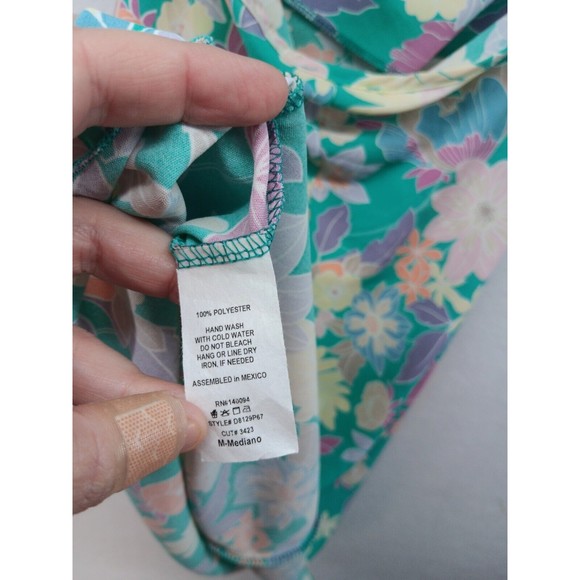 100% POLYESTER
HAND WASH
WITH COLD WATER
DO NOT BLEACH
HANG OR LINE DRY
IRON, IF NEEDED
ASSEMBLED in MEXICO
RN# 140094
STYLE# D8129P67
CUT# 3423
M-Mediano